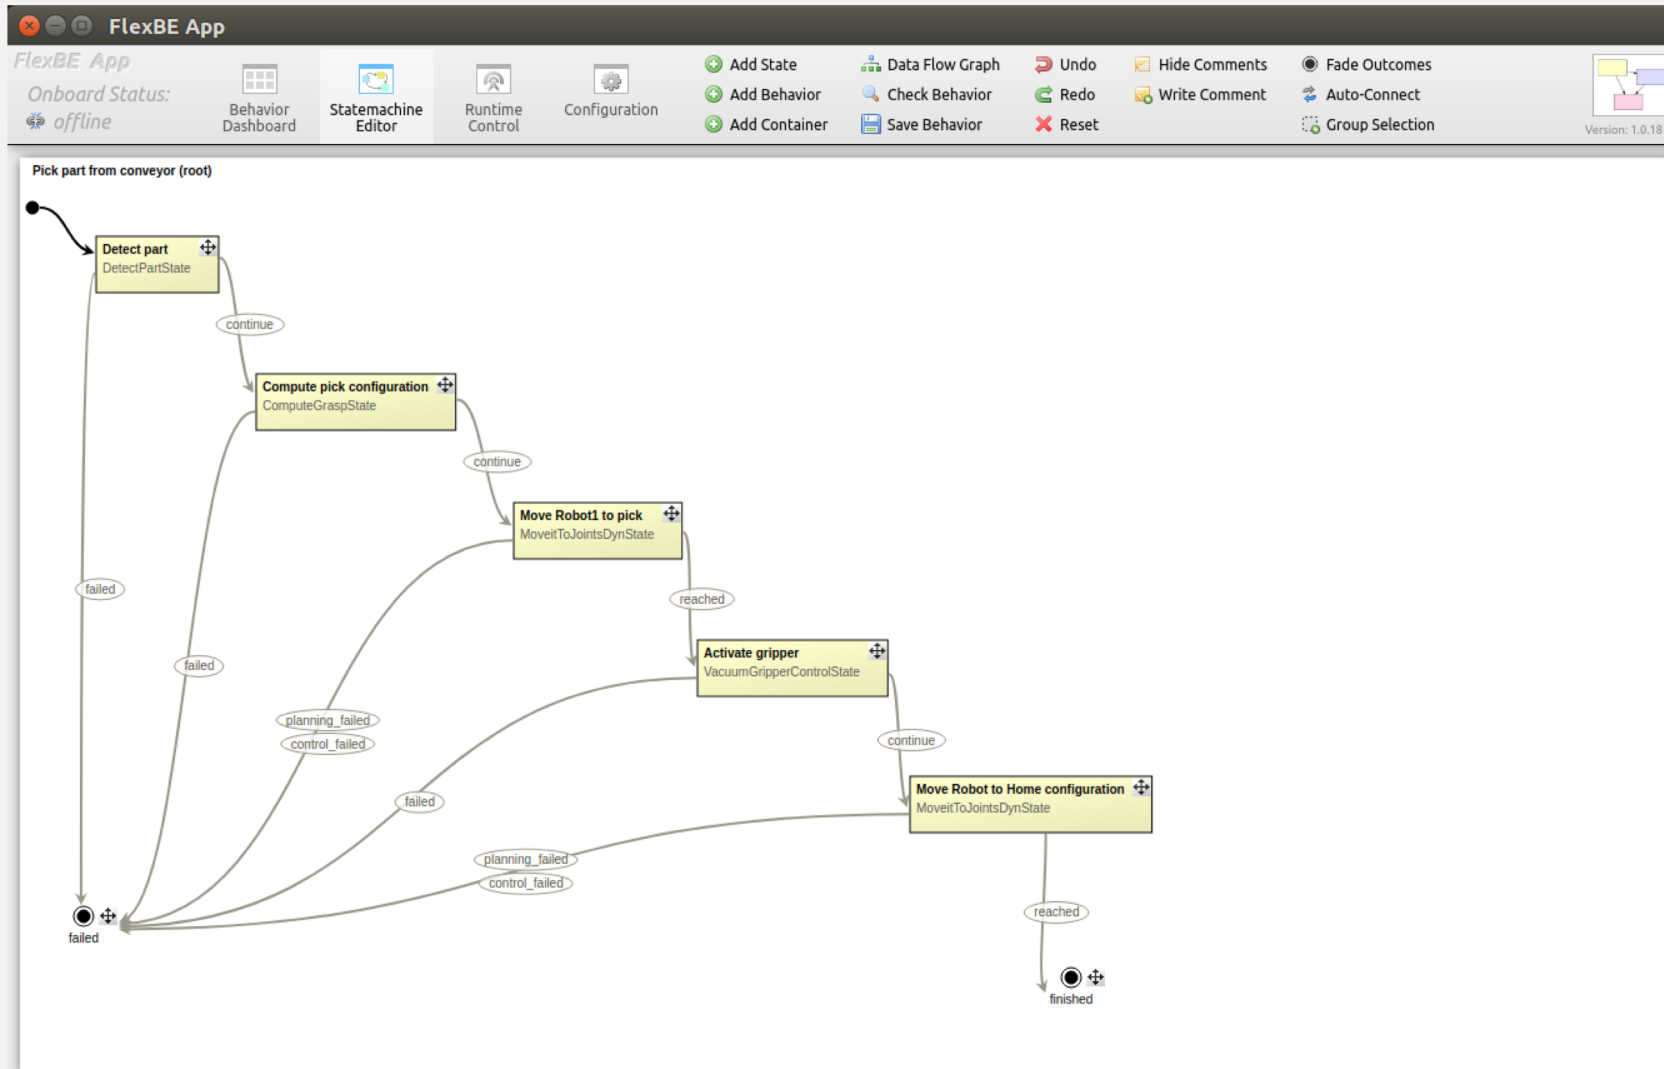 FlexBE App
FlexBE App
Onboard Status:
offline
Behavior
Dashboard
Statemachine
Editor
Runtime
Control
Configuration
Add State
Add Behavior
Add Container
Data Flow Graph
Check Behavior
Save Behavior
Undo
Redo
Reset
Hide Comments
Write Comment
Fade Outcomes
Auto-Connect
Group Selection
Version: 1.0.18
Pick part from conveyor (root)
Detect part
DetectPartState
continue
Compute pick configuration
ComputeGraspState
continue
Move Robot1 to pick
MoveitToJointsDynState
failed
reached
Activate gripper
VacuumGripperControlState
failed
planning_failed
control_failed
continue
Move Robot to Home configuration
MoveitToJointsDynState
failed
planning_failed
control_failed
reached
failed
finished